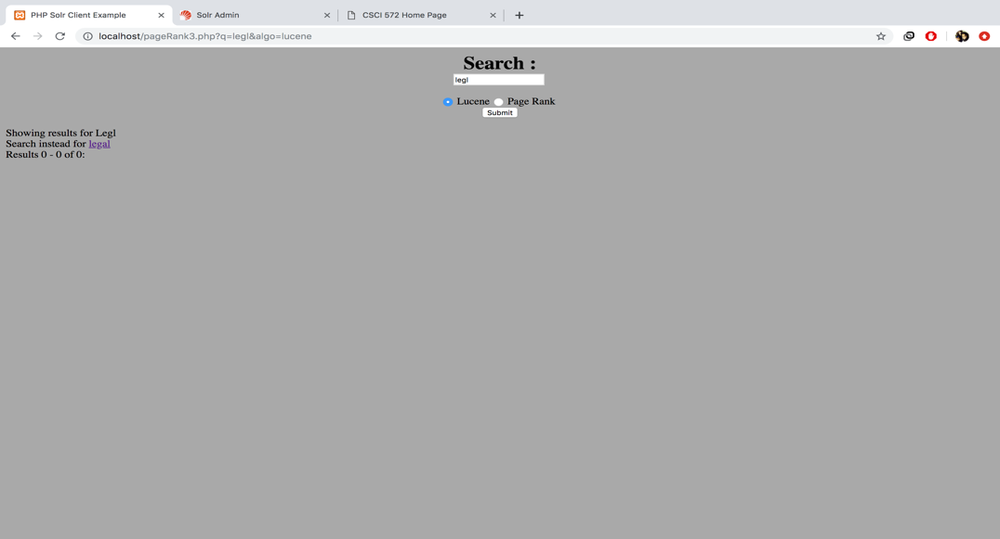 PHP Solr Client Example
Solr Admin
CSCI 572 Home Page
localhost/pageRank3.php?q=legl&algo=lucene
Search :
legl
Lucene Page Rank
Submit
Showing results for Legl
Search instead for legal
Results 0 - 0 of 0: